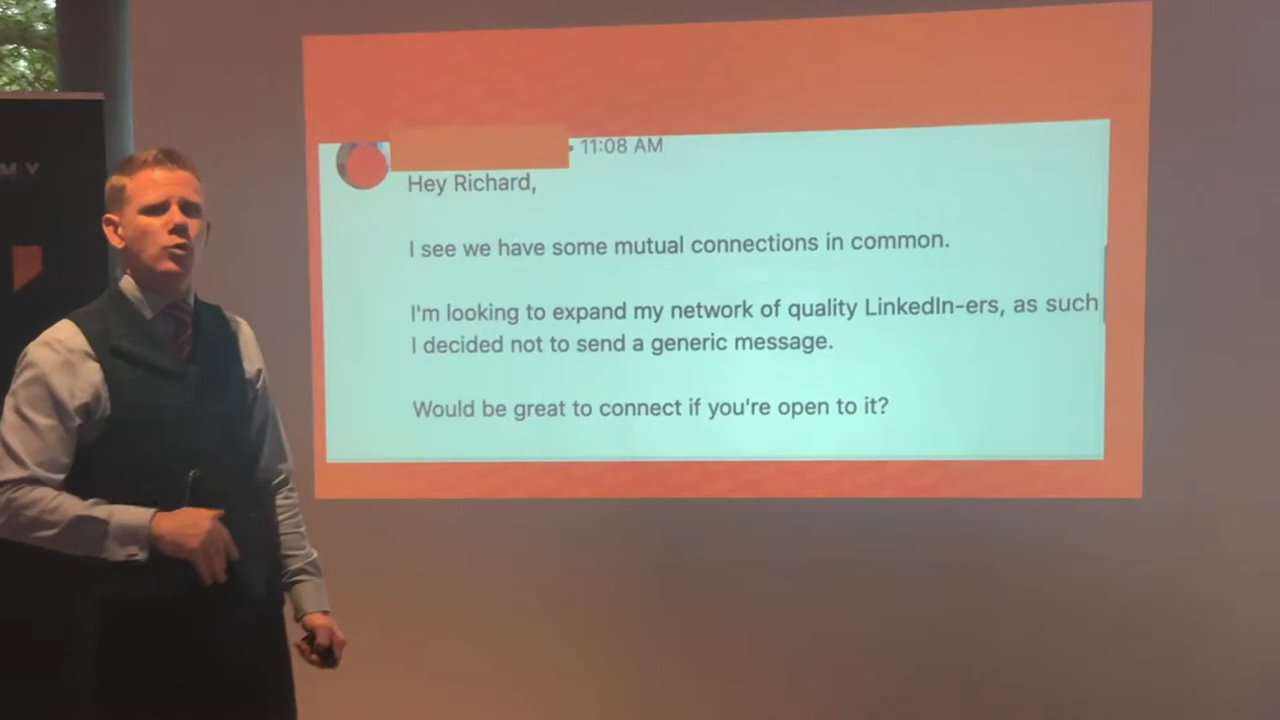 M Y
• 11:08 AM
Hey Richard,
I see we have some mutual connections in common.
I'm looking to expand my network of quality LinkedIn-ers, as such
I decided not to send a generic message.
Would be great to connect if you're open to it?